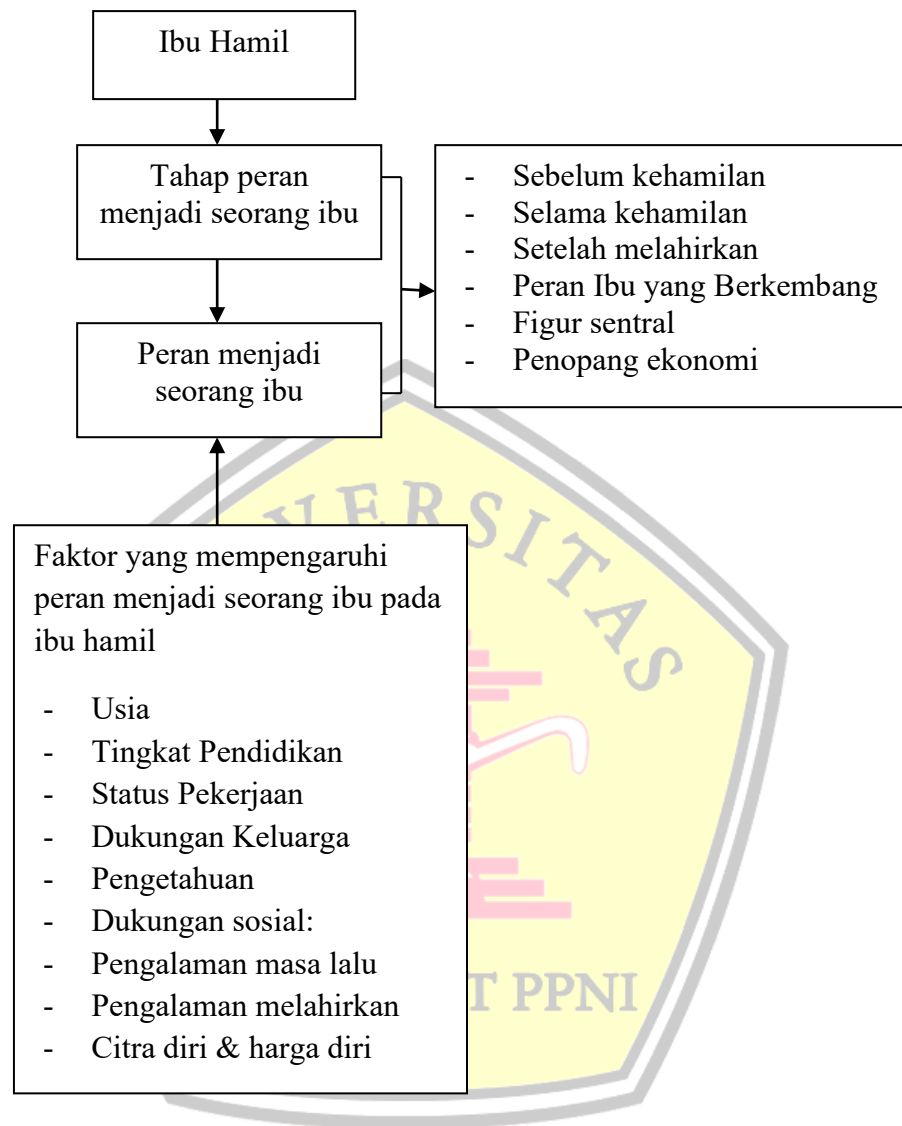 Ibu Hamil
Tahap peran
menjadi seorang ibu
- Sebelum kehamilan
- Selama kehamilan
- Setelah melahirkan
- Peran Ibu yang Berkembang
- Figur sentral
- Penopang ekonomi
Peran menjadi
seorang ibu
Faktor yang mempengaruhi
peran menjadi seorang ibu pada
ibu hamil
- Usia
- Tingkat Pendidikan
- Status Pekerjaan
- Dukungan Keluarga
- Pengetahuan
- Dukungan sosial:
- Pengalaman masa lalu
- Pengalaman melahirkan
- Citra diri & harga diri
VERSITAS
T PPNI